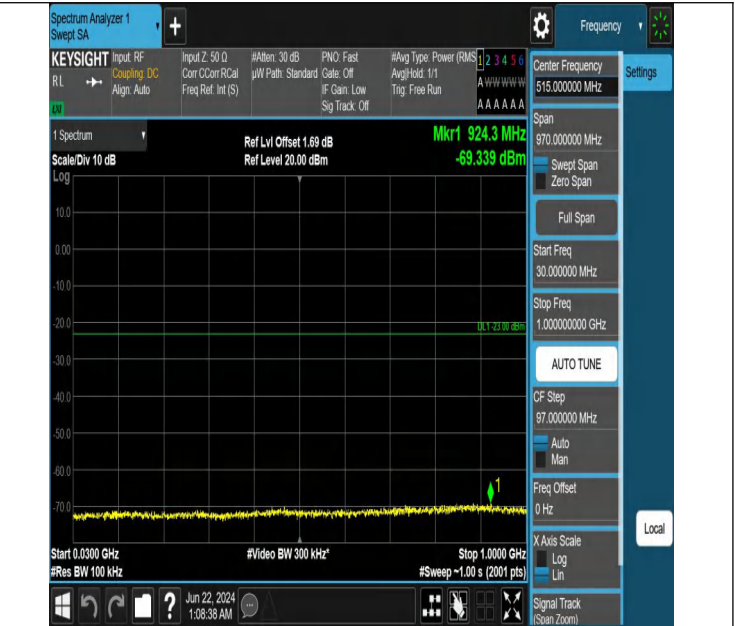 Spectrum Analyzer 1
Swept SA
+
Frequency
KEYSIGHT
RL
Input: RF
Coupling: DC
Align: Auto
Input Z: 50 Ω
Corr CCorr RCal
Freq Ref: Int (S)
#Atten: 30 dB
µW Path: Standard
PNO: Fast
Gate: Off
IF Gain: Low
Sig Track: Off
#Avg Type: Power (RMS
Avg|Hold: 1/1
Trig: Free Run
1 2 3 4 5 6
A W W W W W
A A A A A A
1 Spectrum
Scale/Div 10 dB
Log
Ref Lvl Offset 1.69 dB
Ref Level 20.00 dBm
Mkr1 924.3 MHz
-69.339 dBm
10.0
0.00
-10.0
-20.0
DL1 -23.00 dBm
-30.0
-40.0
-50.0
-60.0
-70.0
1
Start 0.0300 GHz
#Res BW 100 kHz
#Video BW 300 kHz*
Stop 1.0000 GHz
#Sweep ~1.00 s (2001 pts)
Center Frequency
515.000000 MHz
Settings
Span
970.000000 MHz
Swept Span
Zero Span
Full Span
Start Freq
30.000000 MHz
Stop Freq
1.000000000 GHz
AUTO TUNE
CF Step
97.000000 MHz
Auto
Man
Freq Offset
0 Hz
X Axis Scale
Log
Lin
Local
Signal Track
(Span Zoom)
?
Jun 22, 2024
1:08:38 AM